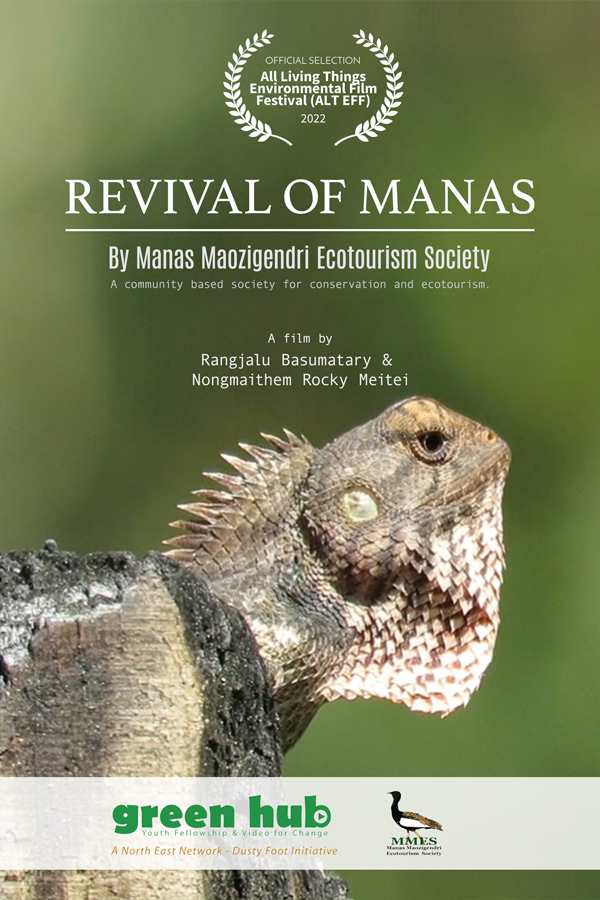 OFFICIAL SELECTION
All Living Things
Environmental Film
Festival (ALT EFF)
2022
REVIVAL OF MANAS
By Manas Maozigendri Ecotourism Society
A community based society for conservation and ecotourism.
A film by
Rangjalu Basumatary &
Nongmaithem Rocky Meitei
green hub
Youth Fellowship & Video for Change
A North East Network - Dusty Foot Initiative
MMES
Manas Maozigendri
Ecotourism Society